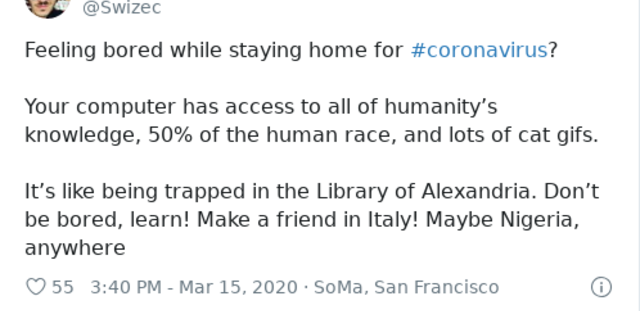 @Swizec
Feeling bored while staying home for #coronavirus?
Your computer has access to all of humanity’s
knowledge, 50% of the human race, and lots of cat gifs.
It’s like being trapped in the Library of Alexandria. Don’t
be bored, learn! Make a friend in Italy! Maybe Nigeria,
anywhere
55 3:40 PM - Mar 15, 2020 · SoMa, San Francisco